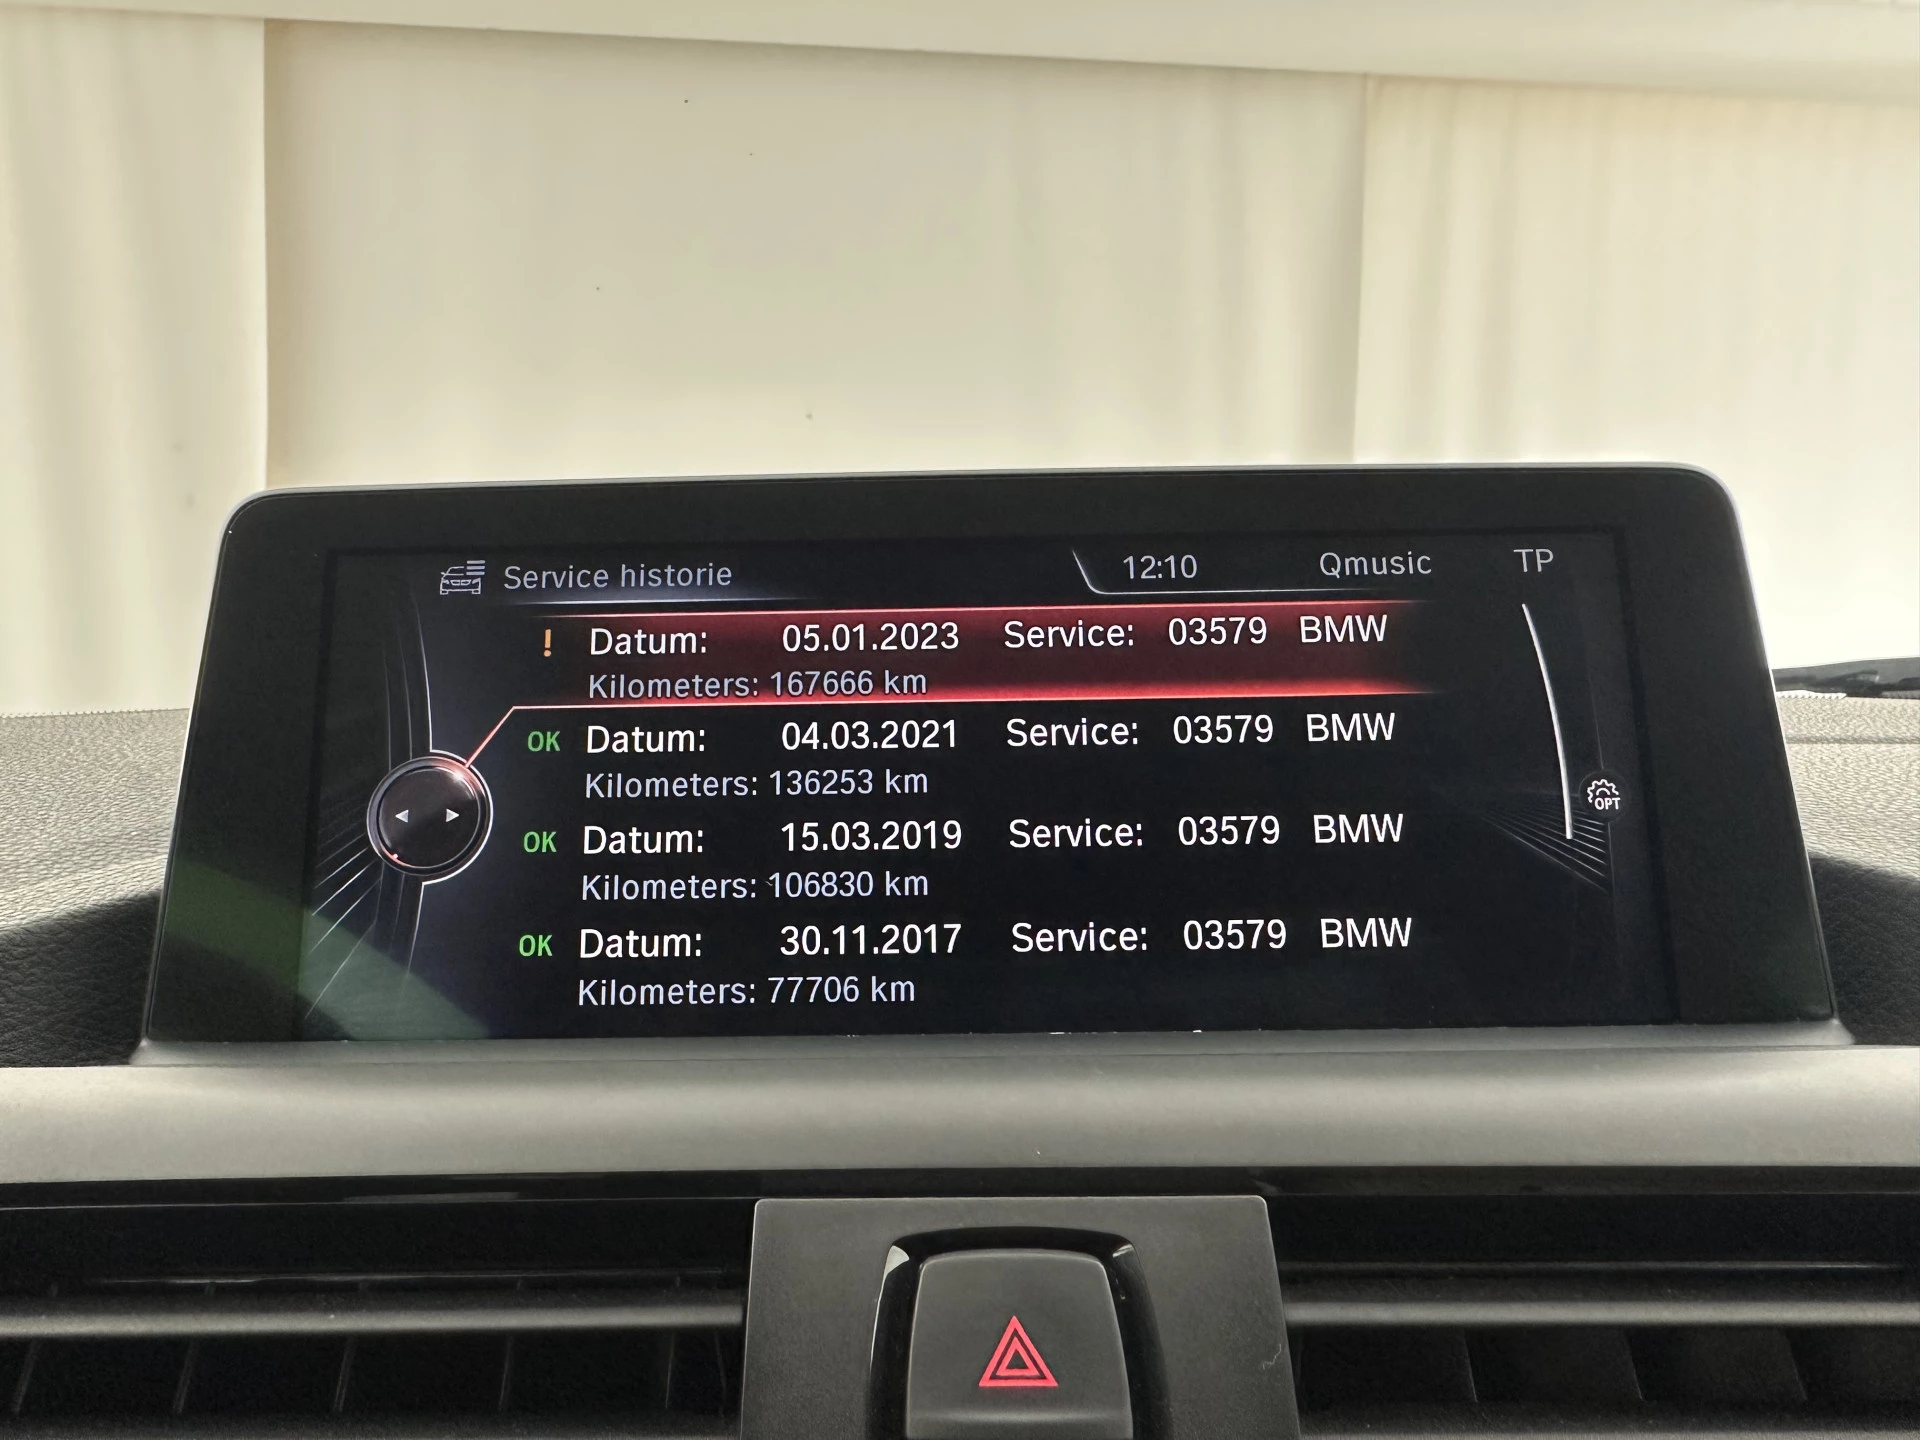 Service historie 12:10 Qmusic TP
! Datum: 05.01.2023 Service: 03579 BMW
Kilometers: 167666 km
OK Datum: 04.03.2021 Service: 03579 BMW
Kilometers: 136253 km
OPT
OK Datum: 15.03.2019 Service: 03579 BMW
Kilometers: 106830 km
OK Datum: 30.11.2017 Service: 03579 BMW
Kilometers: 77706 km